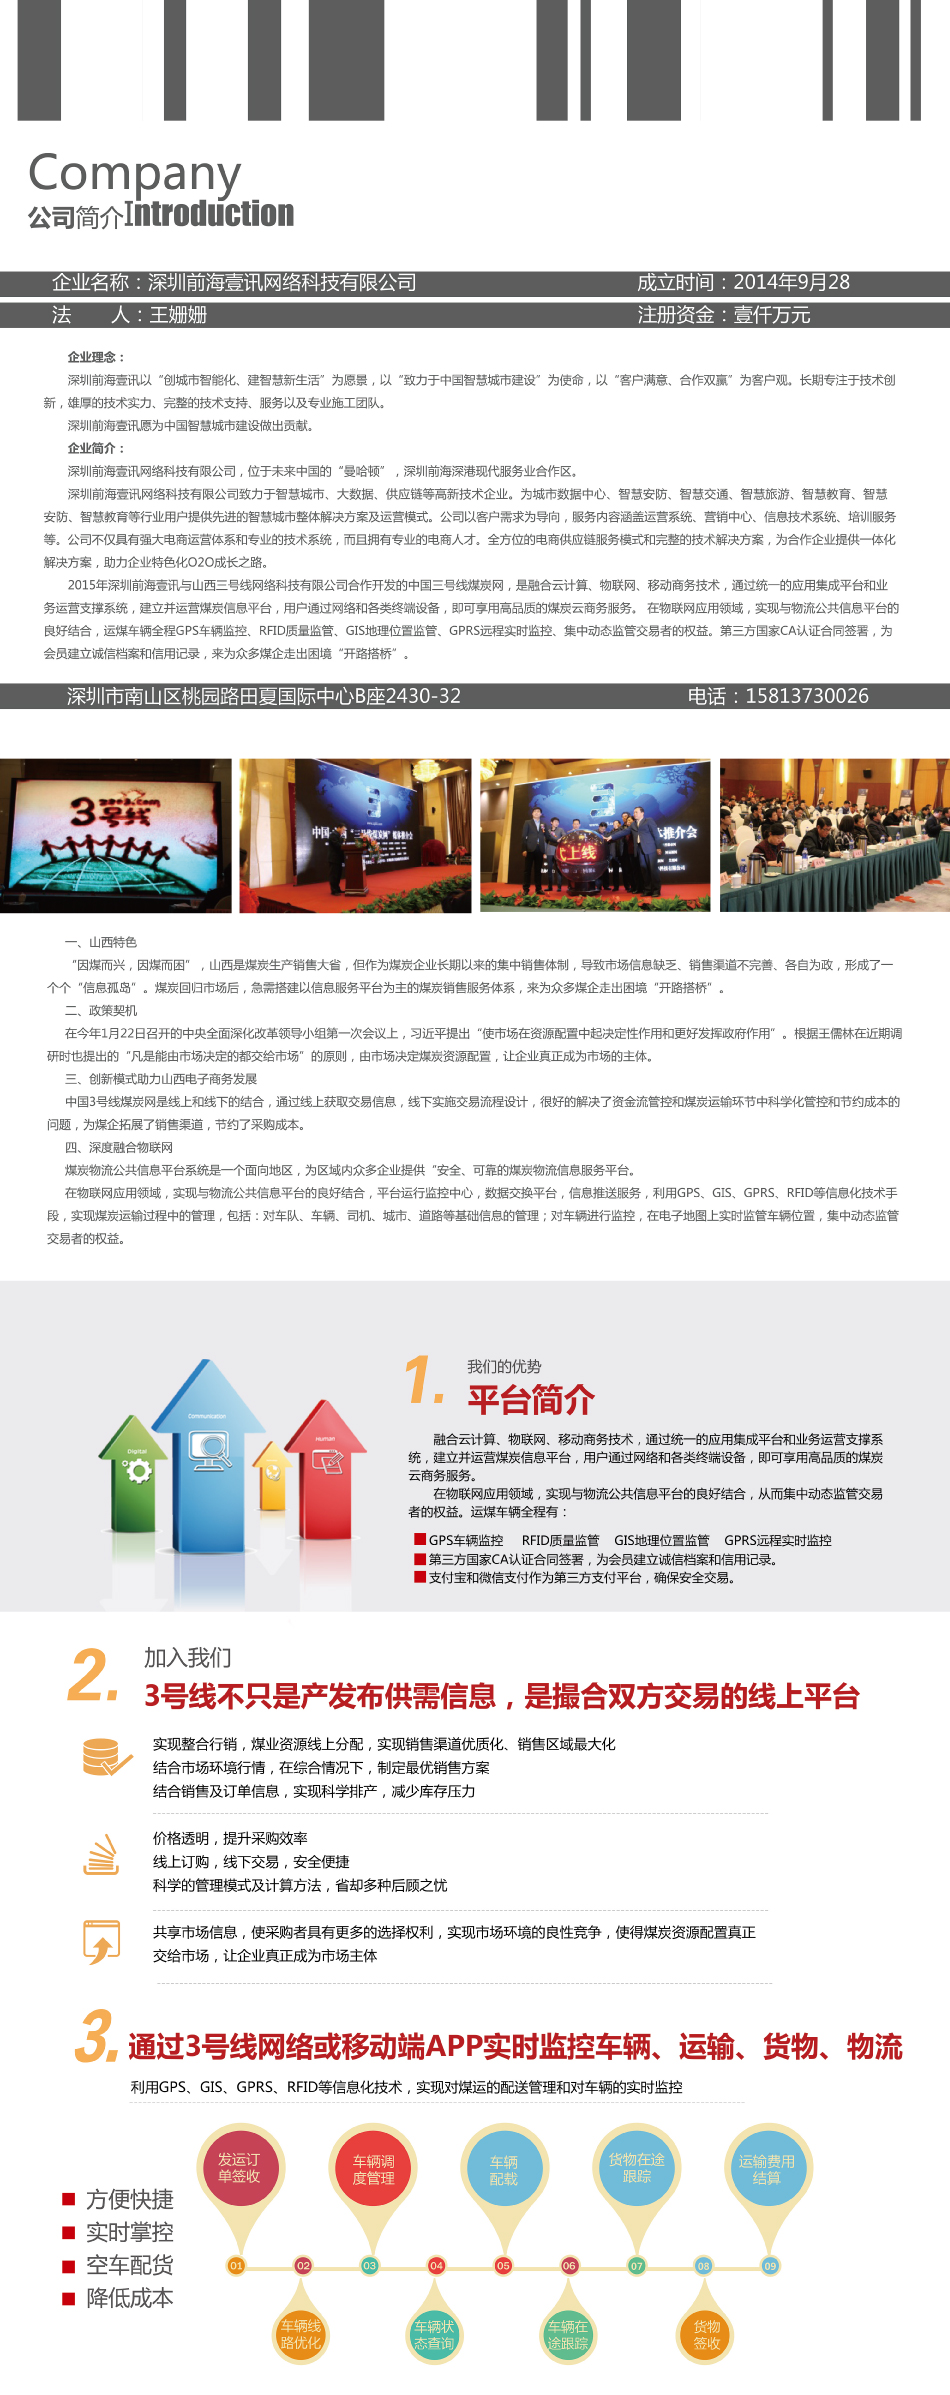 Company
公司简介Introduction
企业名称：深圳前海壹讯网络科技有限公司 成立时间：2014年9月28
法 人：王姗姗 注册资金：壹仟万元
企业理念：
深圳前海壹讯以“创城市智能化、建智慧新生活”为愿景，以“致力于中国智慧城市建设”为使命，以“客户满意、合作双赢”为客户观。长期专注于技术创
新，雄厚的技术实力、完整的技术支持、服务以及专业施工团队。
深圳前海壹讯愿为中国智慧城市建设做出贡献。
企业简介：
深圳前海壹讯网络科技有限公司，位于未来中国的“曼哈顿”，深圳前海深港现代服务业合作区。
深圳前海壹讯网络科技有限公司致力于智慧城市、大数据、供应链等高新技术企业。为城市数据中心、智慧安防、智慧交通、智慧旅游、智慧教育、智慧
安防、智慧教育等行业用户提供先进的智慧城市整体解决方案及运营模式。公司以客户需求为导向，服务内容涵盖运营系统、营销中心、信息技术系统、培训服务
等。公司不仅具有强大电商运营体系和专业的技术系统，而且拥有专业的电商人才。全方位的电商供应链服务模式和完整的技术解决方案，为合作企业提供一体化
解决方案，助力企业特色化O2O成长之路。
2015年深圳前海壹讯与山西三号线网络科技有限公司合作开发的中国三号线煤炭网，是融合云计算、物联网、移动商务技术，通过统一的应用集成平台和业
务运营支撑系统，建立并运营煤炭信息平台，用户通过网络和各类终端设备，即可享用高品质的煤炭云商务服务。 在物联网应用领域，实现与物流公共信息平台的
良好结合，运煤车辆全程GPS车辆监控、RFID质量监管、GIS地理位置监管、GPRS远程实时监控、集中动态监管交易者的权益。第三方国家CA认证合同签署，为
会员建立诚信档案和信用记录，来为众多煤企走出困境“开路搭桥”。
深圳市南山区桃园路田夏国际中心B座2430-32 电话：15813730026
3号线
上线
推介会
一、山西特色
“因煤而兴，因煤而困”，山西是煤炭生产销售大省，但作为煤炭企业长期以来的集中销售体制，导致市场信息缺乏、销售渠道不完善、各自为政，形成了一
个个“信息孤岛”。煤炭回归市场后，急需搭建以信息服务平台为主的煤炭销售服务体系，来为众多煤企走出困境“开路搭桥”。
二、政策契机
在今年1月22日召开的中央全面深化改革领导小组第一次会议上，习近平提出“使市场在资源配置中起决定性作用和更好发挥政府作用”。根据王儒林在近期调
研时也提出的“凡是能由市场决定的都交给市场”的原则，由市场决定煤炭资源配置，让企业真正成为市场的主体。
三、创新模式助力山西电子商务发展
中国3号线煤炭网是线上和线下的结合，通过线上获取交易信息，线下实施交易流程设计，很好的解决了资金流管控和煤炭运输环节中科学化管控和节约成本的
问题，为煤企拓展了销售渠道，节约了采购成本。
四、深度融合物联网
煤炭物流公共信息平台系统是一个面向地区，为区域内众多企业提供“安全、可靠的煤炭物流信息服务平台。
在物联网应用领域，实现与物流公共信息平台的良好结合，平台运行监控中心，数据交换平台，信息推送服务，利用GPS、GIS、GPRS、RFID等信息化技术手
段，实现煤炭运输过程中的管理，包括：对车队、车辆、司机、城市、道路等基础信息的管理；对车辆进行监控，在电子地图上实时监管车辆位置，集中动态监管
交易者的权益。
Communication
Digital
Human
1.
我们的优势
平台简介
融合云计算、物联网、移动商务技术，通过统一的应用集成平台和业务运营支撑系
统，建立并运营煤炭信息平台，用户通过网络和各类终端设备，即可享用高品质的煤炭
云商务服务。
在物联网应用领域，实现与物流公共信息平台的良好结合，从而集中动态监管交易
者的权益。运煤车辆全程有：
GPS车辆监控 RFID质量监管 GIS地理位置监管 GPRS远程实时监控
第三方国家CA认证合同签署，为会员建立诚信档案和信用记录。
支付宝和微信支付作为第三方支付平台，确保安全交易。
2.
加入我们
3号线不只是产发布供需信息，是撮合双方交易的线上平台
实现整合行销，煤业资源线上分配，实现销售渠道优质化、销售区域最大化
结合市场环境行情，在综合情况下，制定最优销售方案
结合销售及订单信息，实现科学排产，减少库存压力
价格透明，提升采购效率
线上订购，线下交易，安全便捷
科学的管理模式及计算方法，省却多种后顾之忧
共享市场信息，使采购者具有更多的选择权利，实现市场环境的良性竞争，使得煤炭资源配置真正
交给市场，让企业真正成为市场主体
3.
通过3号线网络或移动端APP实时监控车辆、运输、货物、物流
利用GPS、GIS、GPRS、RFID等信息化技术，实现对煤运的配送管理和对车辆的实时监控
方便快捷
实时掌控
空车配货
降低成本
发运订
单签收
车辆调
度管理
车辆
配载
货物在途
跟踪
运输费用
结算
01 02 03 04 05 06 07 08 09
车辆线
路优化
车辆状
态查询
车辆在
途跟踪
货物
签收